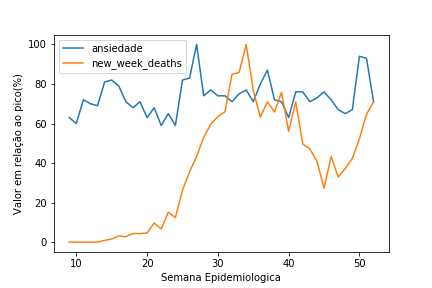 ansiedade
new_week_deaths
Valor em relação ao pico(%)
100
80
60
40
20
0
10 20 30 40 50
Semana Epidemiologica